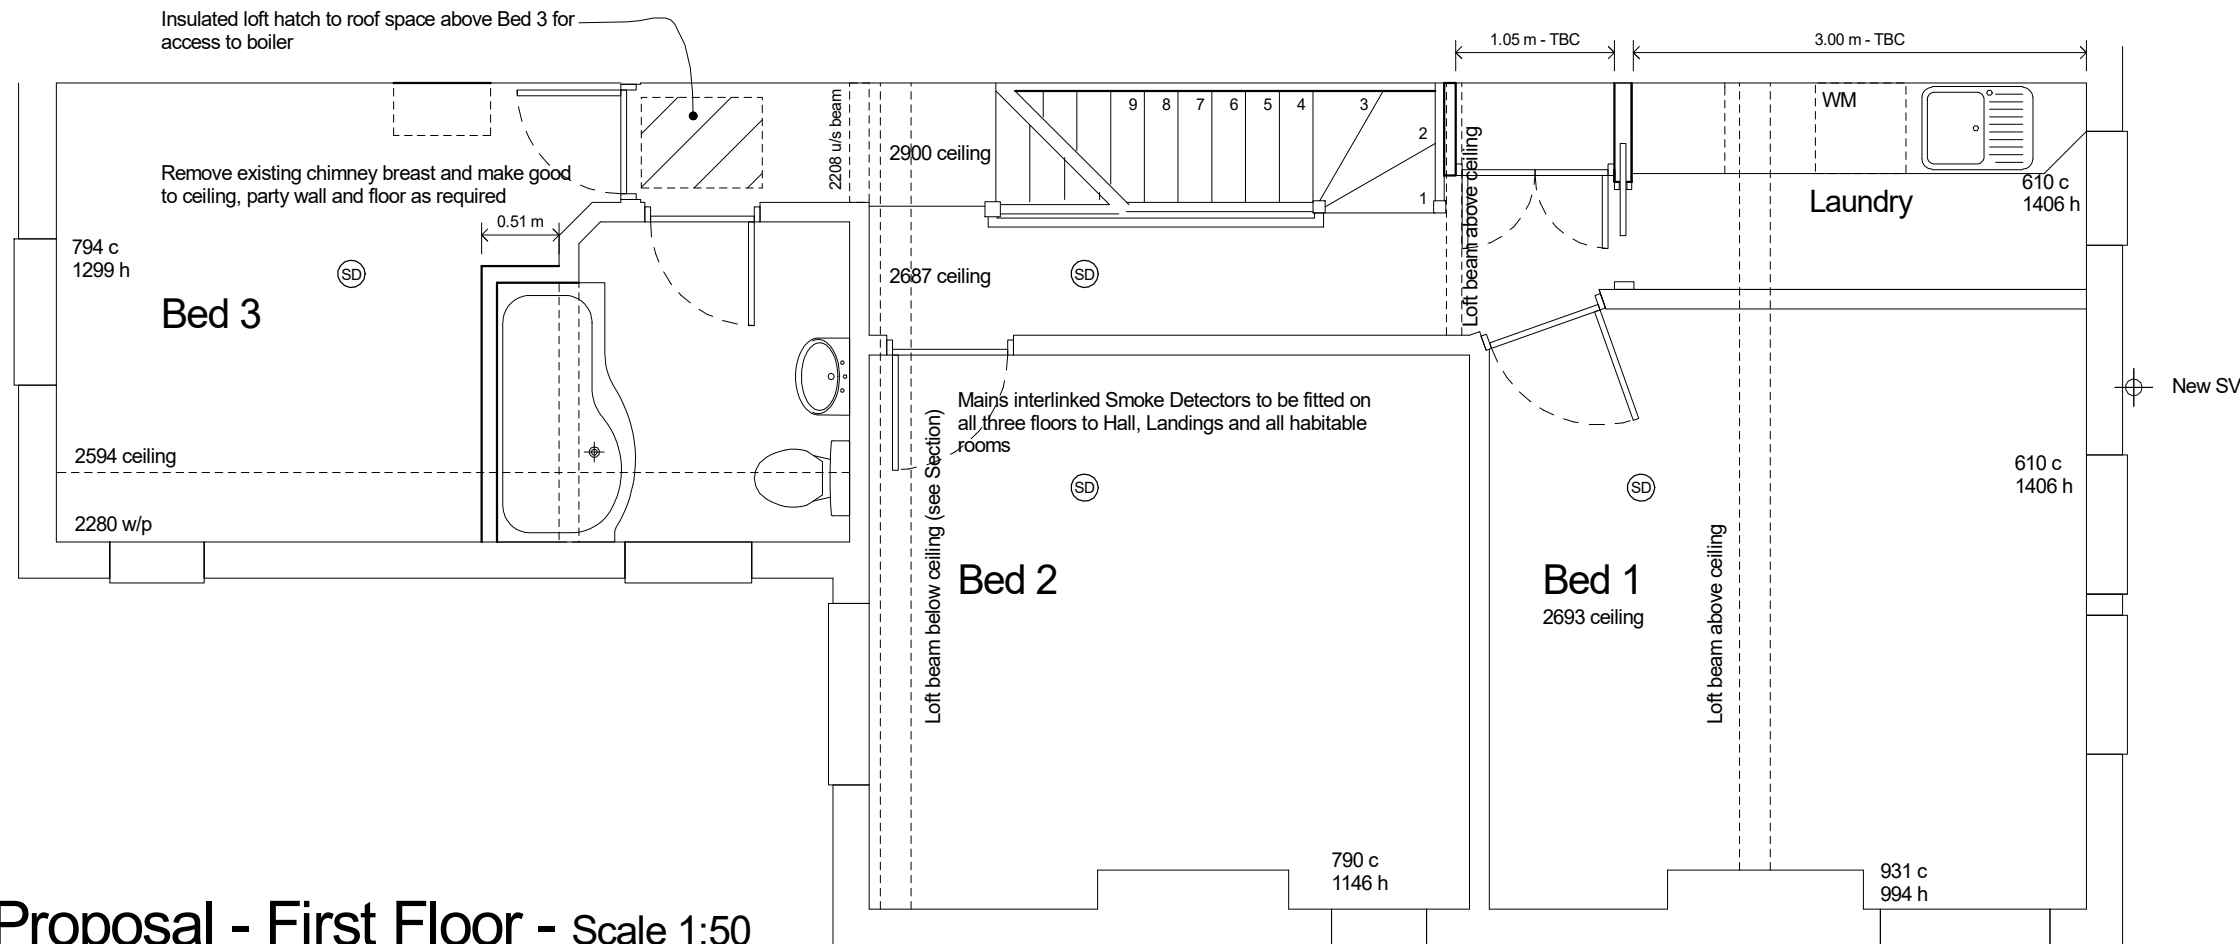 Insulated loft hatch to roof space above Bed 3 for
access to boiler
1.05 m - TBC
3.00 m - TBC
2208 u/s beam
2900 ceiling
9 8 7 6 5 4 3
2
1
Loft beam above ceiling
WM
Laundry
610 c
1406 h
Remove existing chimney breast and make good
to ceiling, party wall and floor as required
0.51 m
794 c
1299 h
SD
Bed 3
2687 ceiling
SD
New SV
Mains interlinked Smoke Detectors to be fitted on
all three floors to Hall, Landings and all habitable
rooms
2594 ceiling
2280 w/p
Loft beam below ceiling (see Section)
SD
Bed 2
SD
Bed 1
2693 ceiling
Loft beam above ceiling
610 c
1406 h
790 c
1146 h
931 c
994 h
Proposal - First Floor - Scale 1:50